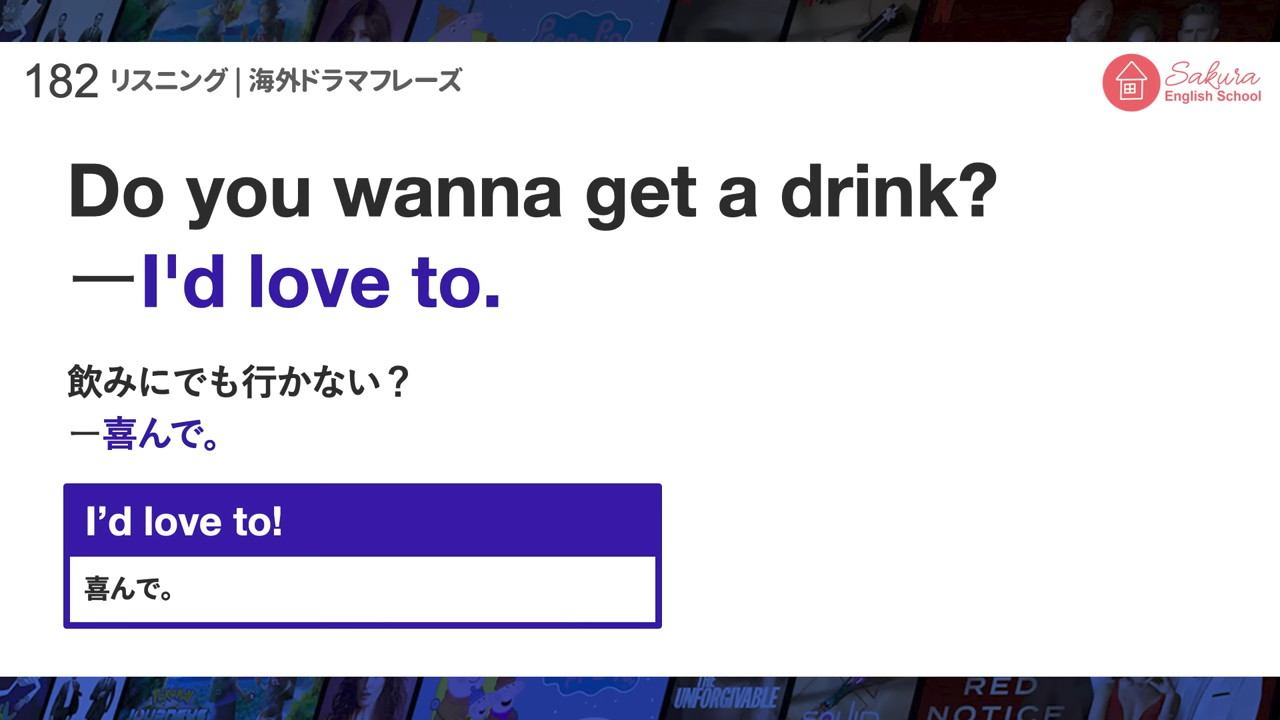 182 リスニング | 海外ドラマフレーズ
Sakura
English School
Do you wanna get a drink?
—I'd love to.
飲みにでも行かない？
—喜んで。
I’d love to!
喜んで。
THE
UNFORGIVABLE
RED
NOTICE